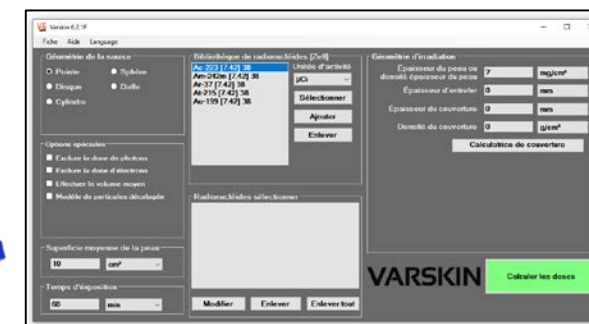 Varskin 6.2.1F
Fiche Aide Language
Géométrie de la source
Pointe
Sphère
Disque
Dalle
Cylindre
Options spéciales
Exclure la dose de photons
Exclure la dose d'électrons
Effectuer le volume moyen
Modèle de particules décalagée
Superficie moyenne de la peau
10 cm²
Temps d'éxposition
60 min
Bibliothèque de radionucléides [Zeff]
Ac-223 [7.42] 38
Am-242m [7.42] 38
Ar-37 [7.42] 38
At-215 [7.42] 38
Au-199 [7.42] 38
Unités d'activité
µCi
Sélectionner
Ajouter
Enlever
Radionucléides sélectionner
Modifier Enlever Enlever tout
Géométrie d'irradiation
Épaisseur de peau ou
densité épaisseur de peau 7 mg/cm²
Épaisseur d'entrefer 0 mm
Épaisseur du couverture 0 mm
Densité du couverture 0 g/cm³
Calculatrice de couverture
VARSKIN
Calculer les doses